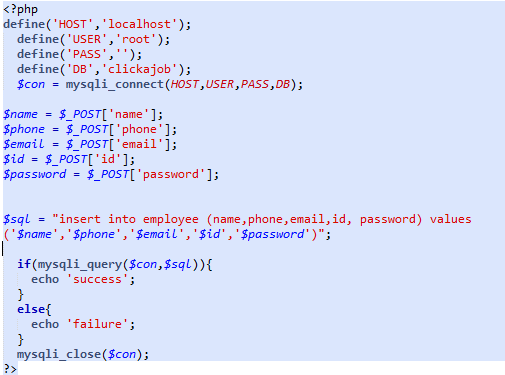 <?php
define('HOST','localhost');
define('USER','root');
define('PASS','');
define('DB','clickajob');
$con = mysqli_connect(HOST,USER,PASS,DB);
$name = $_POST['name'];
$phone = $_POST['phone'];
$email = $_POST['email'];
$id = $_POST['id'];
$password = $_POST['password'];
$sql = "insert into employee (name,phone,email,id, password) values
('$name','$phone','$email','$id','$password')";
if(mysqli_query($con,$sql)){
echo 'success';
}
else{
echo 'failure';
}
mysqli_close($con);
?>